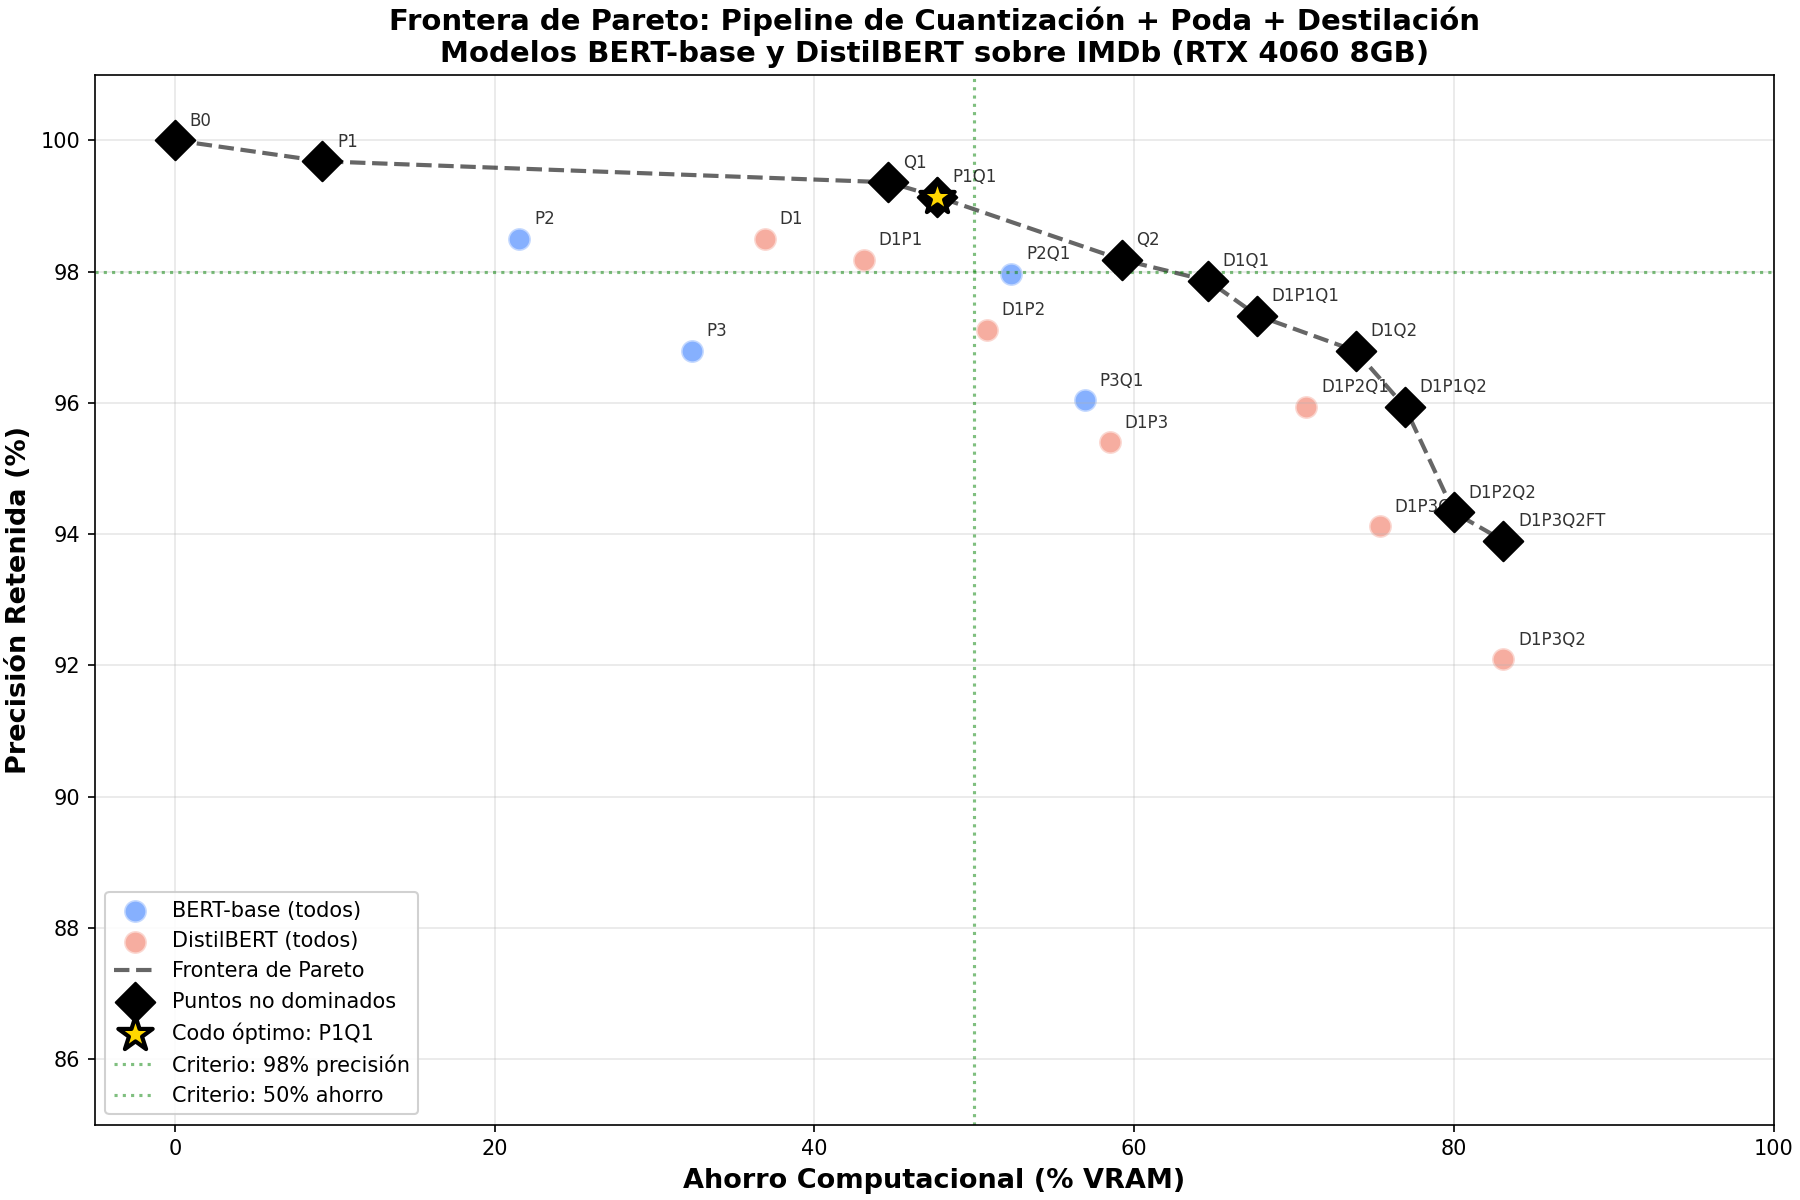 Frontera de Pareto: Pipeline de Cuantización + Poda + Destilación
Modelos BERT-base y DistilBERT sobre IMDb (RTX 4060 8GB)
Precisión Retenida (%)
100
98
96
94
92
90
88
86
B0
P1
Q1
P1Q1
P2
D1
D1P1
P2Q1
Q2
D1Q1
D1P1Q1
D1P2
P3
D1Q2
P3Q1
D1P2Q1
D1P1Q2
D1P3
D1P3
D1P2Q2
D1P3Q2FT
D1P3Q2
BERT-base (todos)
DistilBERT (todos)
Frontera de Pareto
Puntos no dominados
Codo óptimo: P1Q1
Criterio: 98% precisión
Criterio: 50% ahorro
0
20
40
60
80
100
Ahorro Computacional (% VRAM)